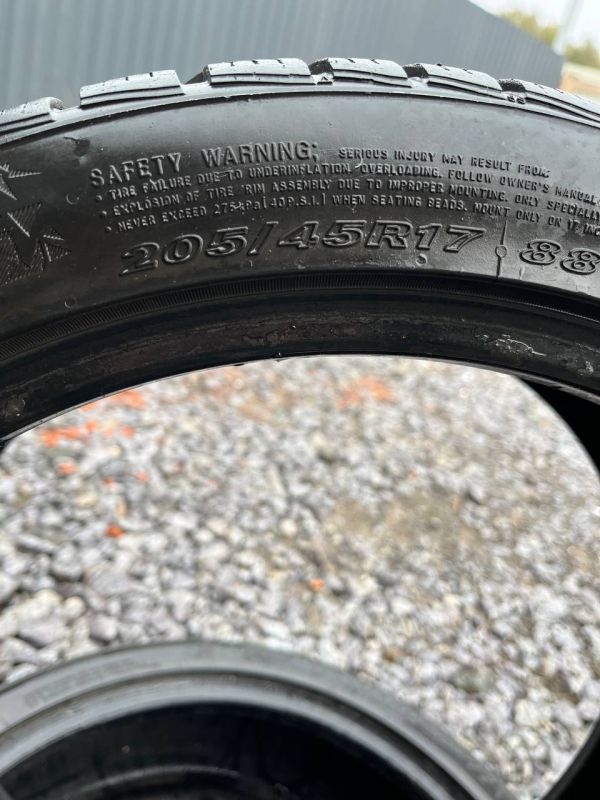 SAFETY WARNING: SERIOUS INJURY MAY RESULT FROM:
• TIRE FAILURE DUE TO UNDERINFLATION OVERLOADING. FOLLOW OWNER'S MANUAL
• EXPLOSION OF TIRE RIM ASSEMBLY DUE TO IMPROPER MOUNTING. ONLY SPECIALLY
• NEVER EXCEED 275kPa(40P.S.I.) WHEN SEATING BEADS. MOUNT ONLY ON 17 INC
205/45R17 88